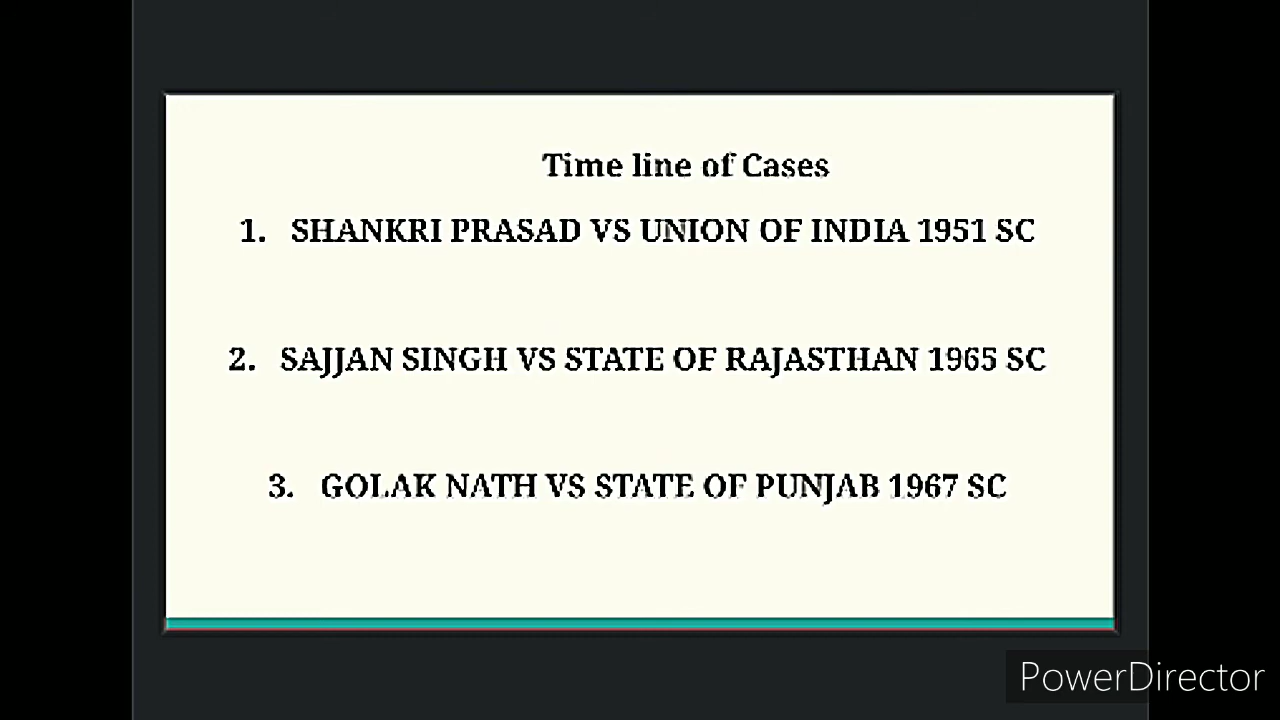 Time line of Cases
1. SHANKRI PRASAD VS UNION OF INDIA 1951 SC
2. SAJJAN SINGH VS STATE OF RAJASTHAN 1965 SC
3. GOLAK NATH VS STATE OF PUNJAB 1967 SC
PowerDirector